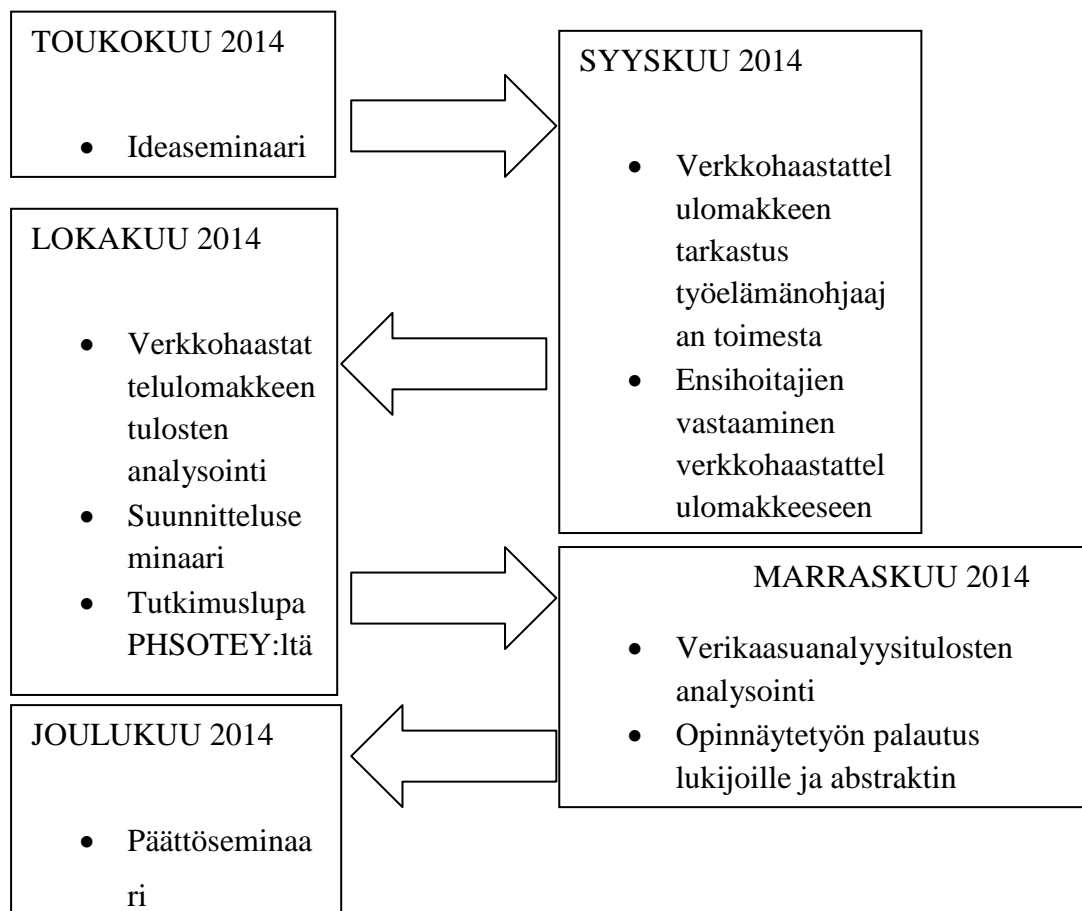 TOUKOKUU 2014
• Ideaseminaari
SYYSKUU 2014
• Verkkohaastattel
ulomakkeen
tarkastus
työelämänohjaaj
an toimesta
• Ensihoitajien
vastaaminen
verkkohaastattel
ulomakkeeseen
LOKAKUU 2014
• Verkkohaastat
telulomakkeen
tulosten
analysointi
• Suunnitteluse
minaari
• Tutkimuslupa
PHSOTEY:ltä
MARRASKUU 2014
• Verikaasuanalyysitulosten
analysointi
• Opinnäytetyön palautus
lukijoille ja abstraktin
JOULUKUU 2014
• Päättöseminaa
ri